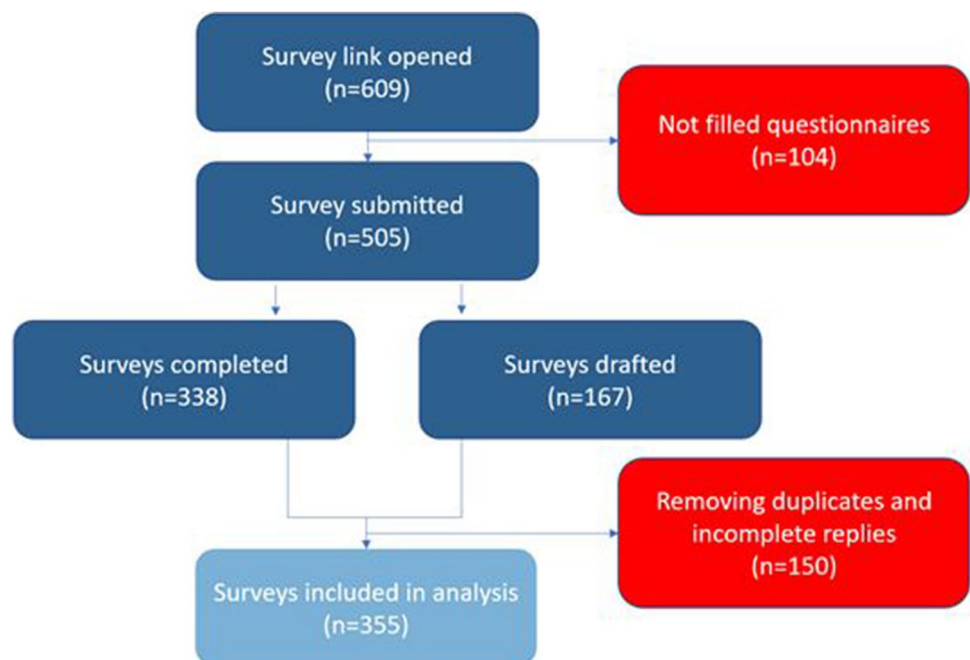 Survey link opened
(n=609)
Not filled questionnaires
(n=104)
Survey submitted
(n=505)
Surveys completed
(n=338)
Surveys drafted
(n=167)
Removing duplicates and
incomplete replies
(n=150)
Surveys included in analysis
(n=355)